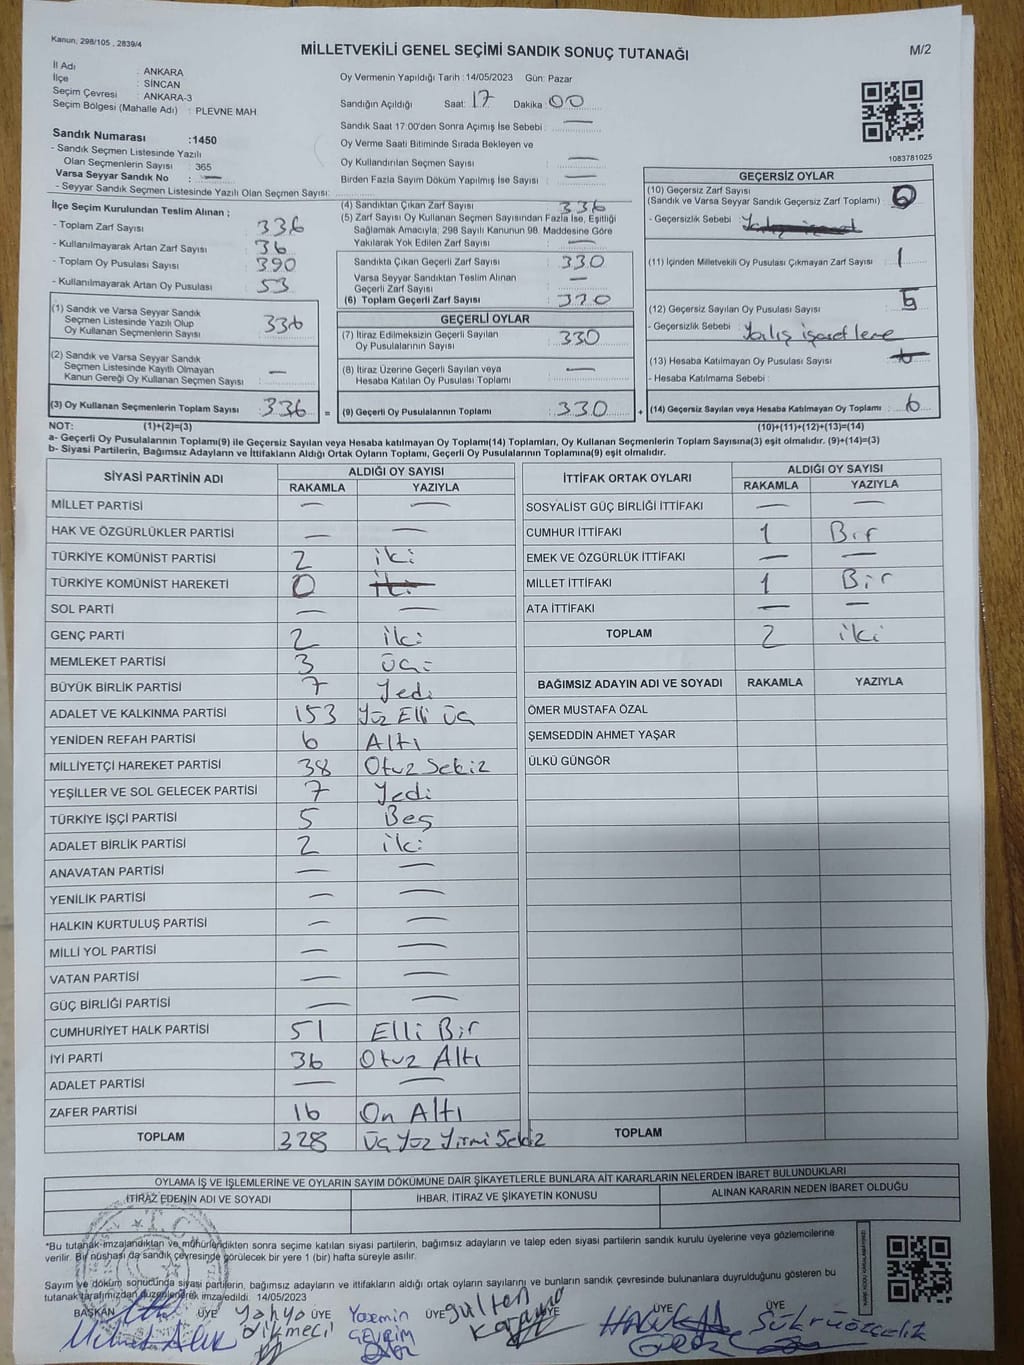 Kanun, 298/105 , 2839/4
MİLLETVEKİLİ GENEL SEÇİMİ SANDIK SONUÇ TUTANAĞI
M/2
İl Adı : ANKARA
İlçe : SİNCAN
Seçim Çevresi : ANKARA-3
Seçim Bölgesi (Mahalle Adı) : PLEVNE MAH
Oy Vermenin Yapıldığı Tarih :14/05/2023 Gün: Pazar
Sandığın Açıldığı Saat: 17 Dakika 00
Sandık Saat 17:00'den Sonra Açılmış İse Sebebi : —
Oy Verme Saati Bitiminde Sırada Bekleyen ve
Oy Kullandırılan Seçmen Sayısı : —
Birden Fazla Sayım Döküm Yapılmış İse Sayısı : —
1083781025
Sandık Numarası :1450
- Sandık Seçmen Listesinde Yazılı
Olan Seçmenlerin Sayısı : 365
Varsa Seyyar Sandık No : —
- Seyyar Sandık Seçmen Listesinde Yazılı Olan Seçmen Sayısı:
İlçe Seçim Kurulundan Teslim Alınan ;
- Toplam Zarf Sayısı : 336
- Kullanılmayarak Artan Zarf Sayısı : 36
- Toplam Oy Pusulası Sayısı : 390
- Kullanılmayarak Artan Oy Pusulası : 53
(1) Sandık ve Varsa Seyyar Sandık
Seçmen Listesinde Yazılı Olup
Oy Kullanan Seçmenlerin Sayısı : 336
(2) Sandık ve Varsa Seyyar Sandık
Seçmen Listesinde Kayıtlı Olmayan
Kanun Gereği Oy Kullanan Seçmen Sayısı : —
(3) Oy Kullanan Seçmenlerin Toplam Sayısı : 336 =
(4) Sandıktan Çıkan Zarf Sayısı : 336
(5) Zarf Sayısı Oy Kullanan Seçmen Sayısından Fazla İse, Eşitliği
Sağlamak Amacıyla; 298 Sayılı Kanunun 98. Maddesine Göre
Yakılarak Yok Edilen Zarf Sayısı : —
Sandıkta Çıkan Geçerli Zarf Sayısı : 330
Varsa Seyyar Sandıktan Teslim Alınan
Geçerli Zarf Sayısı : —
(6) Toplam Geçerli Zarf Sayısı : 330
GEÇERLİ OYLAR
(7) İtiraz Edilmeksizin Geçerli Sayılan
Oy Pusulalarının Sayısı : 330
(8) İtiraz Üzerine Geçerli Sayılan veya
Hesaba Katılan Oy Pusulası Toplamı : —
(9) Geçerli Oy Pusulalarının Toplamı : 330 +
GEÇERSİZ OYLAR
(10) Geçersiz Zarf Sayısı : 0
(Sandık ve Varsa Seyyar Sandık Geçersiz Zarf Toplamı)
- Geçersizlik Sebebi :
(11) İçinden Milletvekili Oy Pusulası Çıkmayan Zarf Sayısı : 1
(12) Geçersiz Sayılan Oy Pusulası Sayısı : 5
- Geçersizlik Sebebi : Yalış işaretleme
(13) Hesaba Katılmayan Oy Pusulası Sayısı :
- Hesaba Katılmama Sebebi :
(14) Geçersiz Sayılan veya Hesaba Katılmayan Oy Toplamı : 6
NOT: (1)+(2)=(3) (10)+(11)+(12)+(13)=(14)
a- Geçerli Oy Pusulalarının Toplamı(9) ile Geçersiz Sayılan veya Hesaba katılmayan Oy Toplamı(14) Toplamları, Oy Kullanan Seçmenlerin Toplam Sayısına(3) eşit olmalıdır. (9)+(14)=(3)
b- Siyasi Partilerin, Bağımsız Adayların ve İttifakların Aldığı Ortak Oyların Toplamı, Geçerli Oy Pusulalarının Toplamına(9) eşit olmalıdır.
SİYASİ PARTİNİN ADI ALDIĞI OY SAYISI
RAKAMLA YAZIYLA
MİLLET PARTİSİ — —
HAK VE ÖZGÜRLÜKLER PARTİSİ — —
TÜRKİYE KOMÜNİST PARTİSİ 2 iki
TÜRKİYE KOMÜNİST HAREKETİ 0 iki
SOL PARTİ — —
GENÇ PARTİ 2 iki
MEMLEKET PARTİSİ 3 Üç
BÜYÜK BİRLİK PARTİSİ 7 Yedi
ADALET VE KALKINMA PARTİSİ 153 Yüz Elli Üç
YENİDEN REFAH PARTİSİ 6 Altı
MİLLİYETÇİ HAREKET PARTİSİ 38 Otuz Sekiz
YEŞİLLER VE SOL GELECEK PARTİSİ 7 Yedi
TÜRKİYE İŞÇİ PARTİSİ 5 Beş
ADALET BİRLİK PARTİSİ 2 iki
ANAVATAN PARTİSİ — —
YENİLİK PARTİSİ — —
HALKIN KURTULUŞ PARTİSİ — —
MİLLİ YOL PARTİSİ — —
VATAN PARTİSİ — —
GÜÇ BİRLİĞİ PARTİSİ — —
CUMHURİYET HALK PARTİSİ 51 Elli Bir
İYİ PARTİ 36 Otuz Altı
ADALET PARTİSİ — —
ZAFER PARTİSİ 16 On Altı
TOPLAM 328 Üç Yüz Yirmi Sekiz
İTTİFAK ORTAK OYLARI ALDIĞI OY SAYISI
RAKAMLA YAZIYLA
SOSYALİST GÜÇ BİRLİĞİ İTTİFAKI — —
CUMHUR İTTİFAKI 1 Bir
EMEK VE ÖZGÜRLÜK İTTİFAKI — —
MİLLET İTTİFAKI 1 Bir
ATA İTTİFAKI — —
TOPLAM 2 iki
BAĞIMSIZ ADAYIN ADI VE SOYADI RAKAMLA YAZIYLA
ÖMER MUSTAFA ÖZAL
ŞEMSEDDİN AHMET YAŞAR
ÜLKÜ GÜNGÖR
TOPLAM
OYLAMA İŞ VE İŞLEMLERİNE VE OYLARIN SAYIM DÖKÜMÜNE DAİR ŞİKAYETLERLE BUNLARA AİT KARARLARIN NELERDEN İBARET BULUNDUKLARI
İTİRAZ EDENİN ADI VE SOYADI İHBAR, İTİRAZ VE ŞİKAYETİN KONUSU ALINAN KARARIN NEDEN İBARET OLDUĞU
*Bu tutanak imzalandıktan ve mühürlendikten sonra seçime katılan siyasi partilerin, bağımsız adayların ve talep eden siyasi partilerin sandık kurulu üyelerine veya gözlemcilerine
verilir. Bir nüshası da sandık çevresinde görülecek bir yere 1 (bir) hafta süreyle asılır.
Sayım ve döküm sonucunda siyasi partilerin, bağımsız adayların ve ittifakların aldığı ortak oyların sayılarını ve bunların sandık çevresinde bulunanlara duyrulduğunu gösteren bu
tutanak tarafımızdan düzenlenerek imza edildi. 14/05/2023
BAŞKAN ÜYE ÜYE ÜYE ÜYE ÜYE ÜYE
Yahya Yasemin Gülten
T.C.